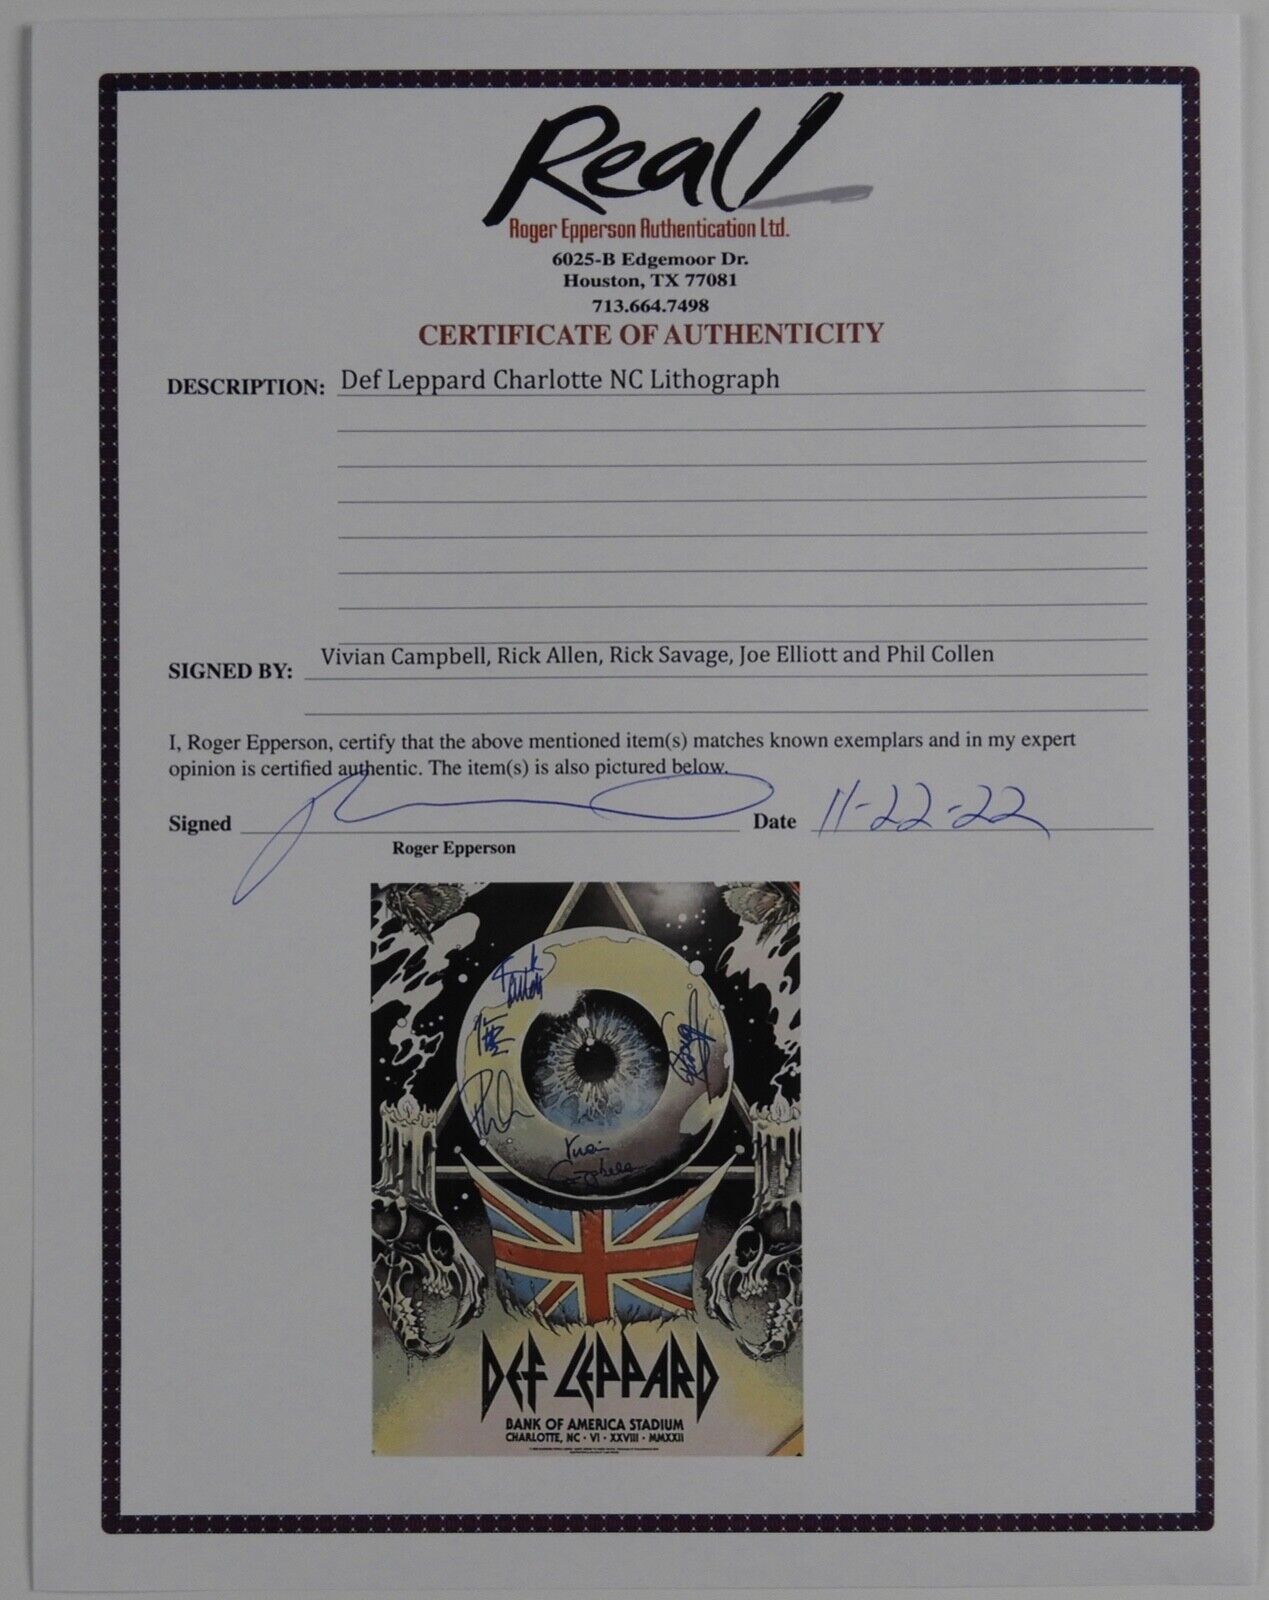 Real!
Roger Epperson Authentication Ltd.
6025-B Edgemoor Dr.
Houston, TX 77081
713.664.7498
CERTIFICATE OF AUTHENTICITY
DESCRIPTION: Def Leppard Charlotte NC Lithograph
SIGNED BY: Vivian Campbell, Rick Allen, Rick Savage, Joe Elliott and Phil Collen
I, Roger Epperson, certify that the above mentioned item(s) matches known exemplars and in my expert
opinion is certified authentic. The item(s) is also pictured below.
Signed Date 11-22-22
Roger Epperson
DEF LEPPARD
BANK OF AMERICA STADIUM
CHARLOTTE, NC · VI · XXVIII · MMXXII